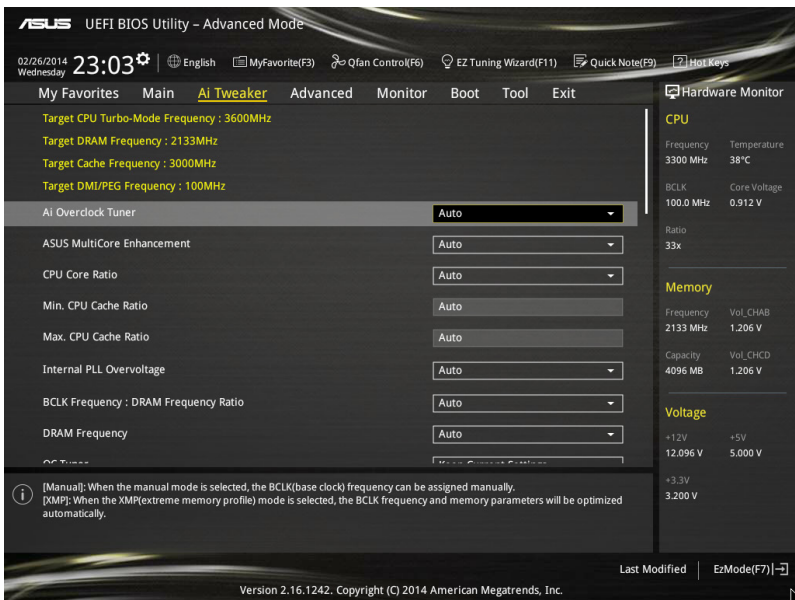 ASUS UEFI BIOS Utility – Advanced Mode
02/26/2014
Wednesday
23:03
English
MyFavorite(F3)
Qfan Control(F6)
EZ Tuning Wizard(F11)
Quick Note(F9)
? Hot Keys
My Favorites Main Ai Tweaker Advanced Monitor Boot Tool Exit
Target CPU Turbo-Mode Frequency : 3600MHz
Target DRAM Frequency : 2133MHz
Target Cache Frequency : 3000MHz
Target DMI/PEG Frequency : 100MHz
Ai Overclock Tuner Auto
ASUS MultiCore Enhancement Auto
CPU Core Ratio Auto
Min. CPU Cache Ratio Auto
Max. CPU Cache Ratio Auto
Internal PLL Overvoltage Auto
BCLK Frequency : DRAM Frequency Ratio Auto
DRAM Frequency Auto
OC Tuner Keep Current Settings
i
[Manual]: When the manual mode is selected, the BCLK(base clock) frequency can be assigned manually.
[XMP]: When the XMP(extreme memory profile) mode is selected, the BCLK frequency and memory parameters will be optimized
automatically.
Hardware Monitor
CPU
Frequency Temperature
3300 MHz 38°C
BCLK Core Voltage
100.0 MHz 0.912 V
Ratio
33x
Memory
Frequency Vol_CHAB
2133 MHz 1.206 V
Capacity Vol_CHCD
4096 MB 1.206 V
Voltage
+12V +5V
12.096 V 5.000 V
+3.3V
3.200 V
Last Modified EzMode(F7)
Version 2.16.1242. Copyright (C) 2014 American Megatrends, Inc.